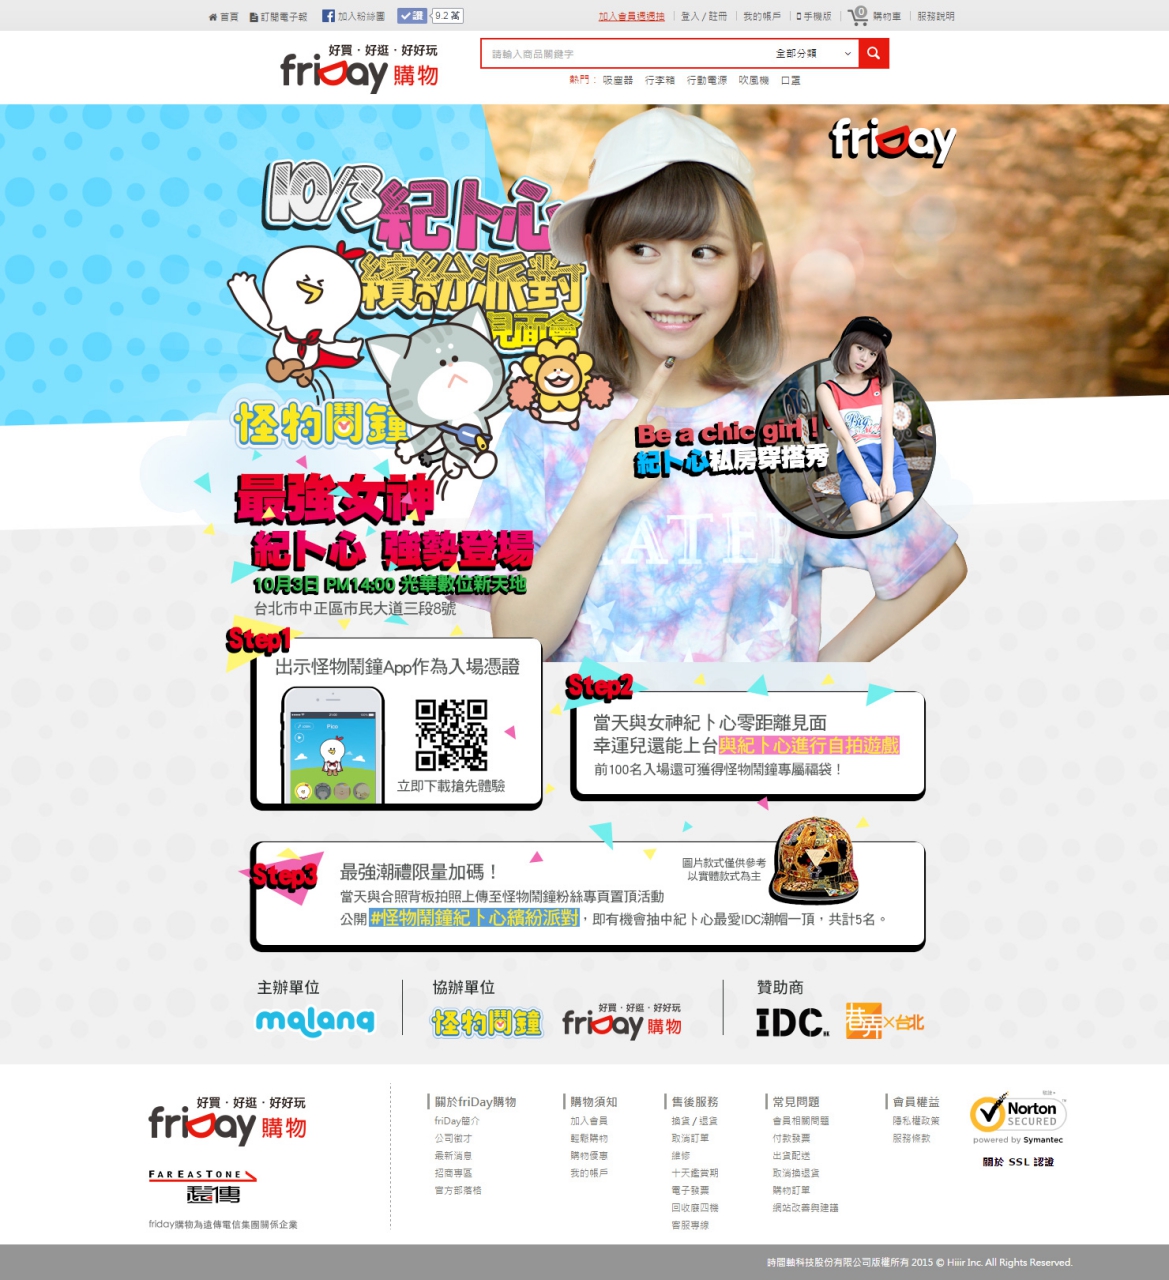 首頁 訂閱電子報 加入粉絲團 讚 9.2 萬 加入會員週週抽 登入 / 註冊 我的帳戶 手機版 0 購物車 服務說明
好買・好逛・好好玩
friDay 購物
請輸入商品關鍵字 全部分類
熱門： 吸塵器 行李箱 行動電源 吹風機 口罩
friDay
10/3紀卜心
繽紛派對
見面會
怪物鬧鐘
Be a chic girl！
紀卜心私房穿搭秀
最強女神
紀卜心 強勢登場
10月3日 PM14:00 光華數位新天地
台北市中正區市民大道三段8號
Step1
出示怪物鬧鐘App作為入場憑證
Pico
立即下載搶先體驗
Step2
當天與女神紀卜心零距離見面
幸運兒還能上台與紀卜心進行自拍遊戲
前100名入場還可獲得怪物鬧鐘專屬福袋！
Step3
最強潮禮限量加碼！
當天與合照背板拍照上傳至怪物鬧鐘粉絲專頁置頂活動
公開 #怪物鬧鐘紀卜心繽紛派對，即有機會抽中紀卜心最愛IDC潮帽一頂，共計5名。
圖片款式僅供參考
以實體款式為主
主辦單位
malang
協辦單位
怪物鬧鐘
好買・好逛・好好玩
friDay 購物
贊助商
IDC
巷弄×台北
好買・好逛・好好玩
friDay 購物
FAREASTONE
遠傳
friday購物為遠傳電信集團關係企業
關於friDay購物
friDay簡介
公司徵才
最新消息
招商專區
官方部落格
購物須知
加入會員
輕鬆購物
購物優惠
我的帳戶
售後服務
換貨 / 退貨
取消訂單
維修
十天鑑賞期
電子發票
回收廢四機
客服專線
常見問題
會員相關問題
付款發票
出貨配送
取消換退貨
購物訂單
網站改善與建議
會員權益
隱私權政策
服務條款
Norton
SECURED
powered by Symantec
關於 SSL 認證
時間軸科技股份有限公司版權所有 2015 © Hiiir Inc. All Rights Reserved.